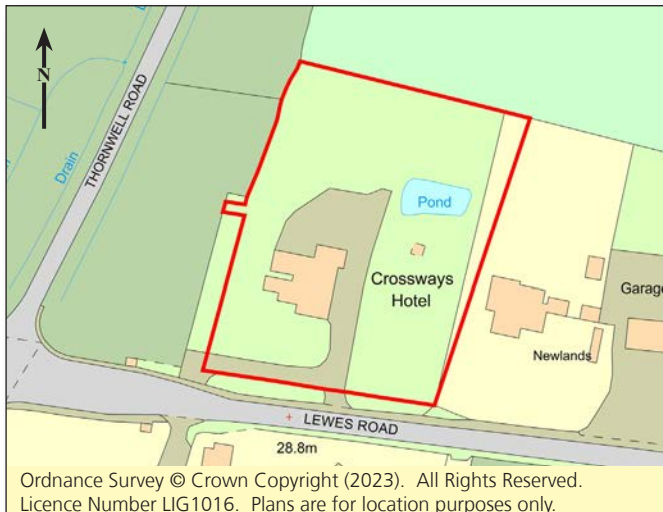 N
THORNWELL ROAD
Drain
Pond
Crossways
Hotel
Garage
Newlands
LEWES ROAD
28.8m
Ordnance Survey © Crown Copyright (2023). All Rights Reserved.
Licence Number LIG1016. Plans are for location purposes only.